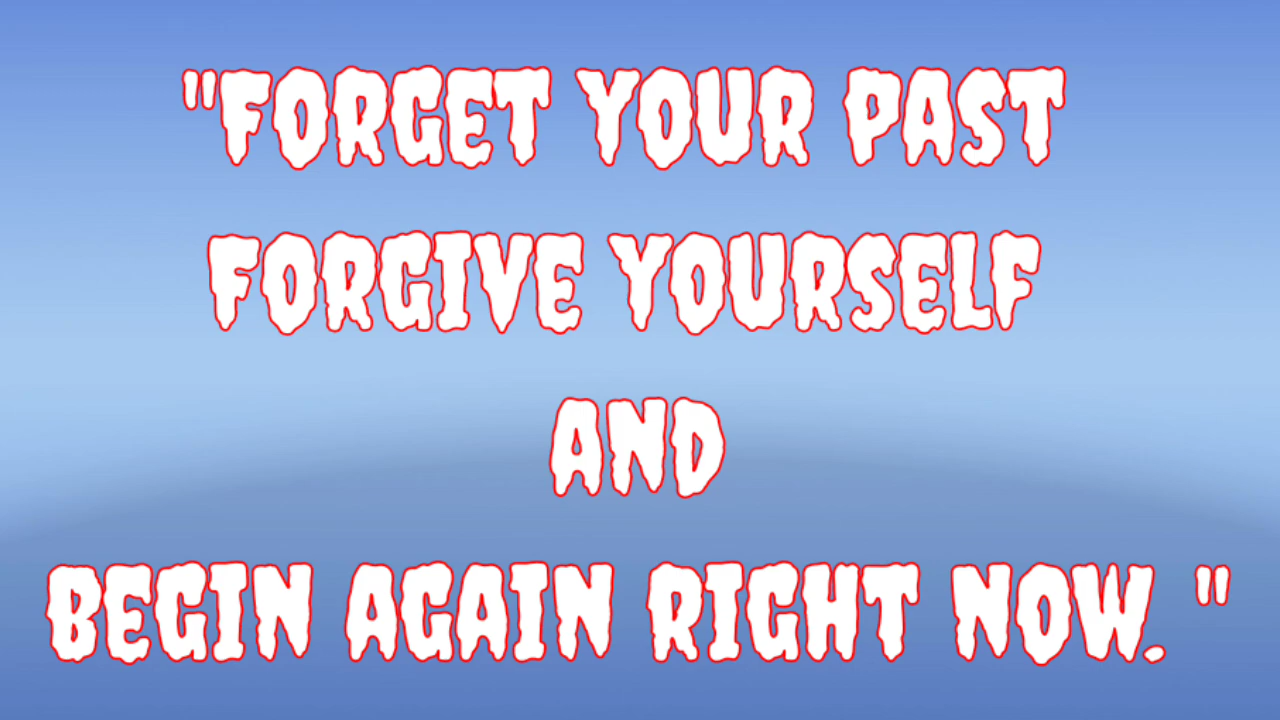 "FORGET YOUR PAST
FORGIVE YOURSELF
AND
BEGIN AGAIN RIGHT NOW. "